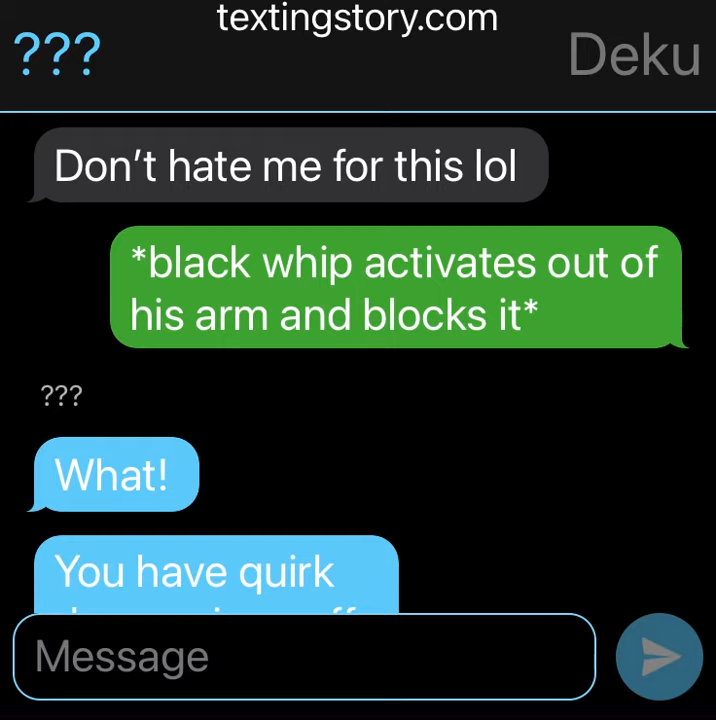 textingstory.com
???
Deku
Don't hate me for this lol
*black whip activates out of
his arm and blocks it*
???
What!
You have quirk
Message